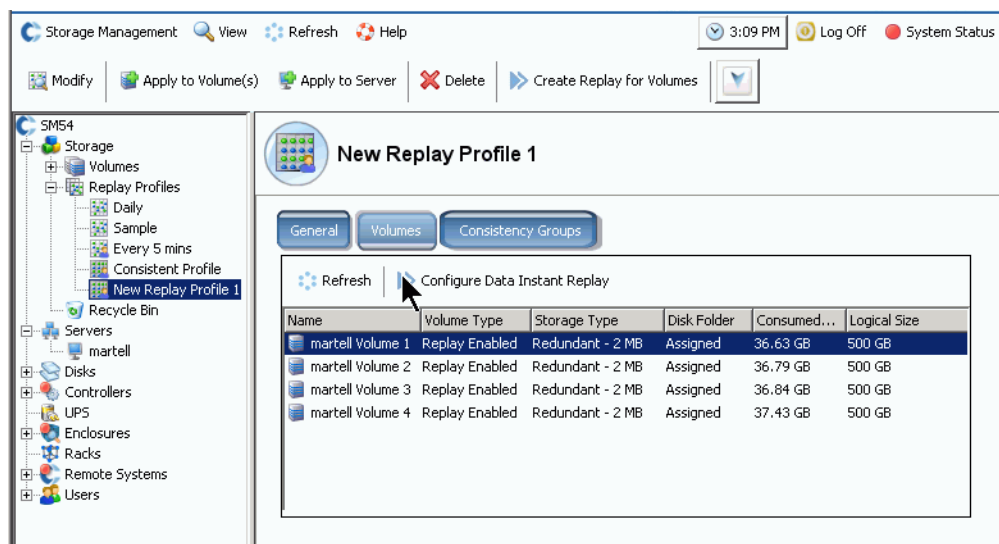 Storage Management View Refresh Help 3:09 PM Log Off System Status
Modify Apply to Volume(s) Apply to Server Delete Create Replay for Volumes
SM54
Storage
Volumes
Replay Profiles
Daily
Sample
Every 5 mins
Consistent Profile
New Replay Profile 1
Recycle Bin
Servers
martell
Disks
Controllers
UPS
Enclosures
Racks
Remote Systems
Users
New Replay Profile 1
General Volumes Consistency Groups
Refresh Configure Data Instant Replay
Name Volume Type Storage Type Disk Folder Consumed... Logical Size
martell Volume 1 Replay Enabled Redundant - 2 MB Assigned 36.63 GB 500 GB
martell Volume 2 Replay Enabled Redundant - 2 MB Assigned 36.79 GB 500 GB
martell Volume 3 Replay Enabled Redundant - 2 MB Assigned 36.84 GB 500 GB
martell Volume 4 Replay Enabled Redundant - 2 MB Assigned 37.43 GB 500 GB